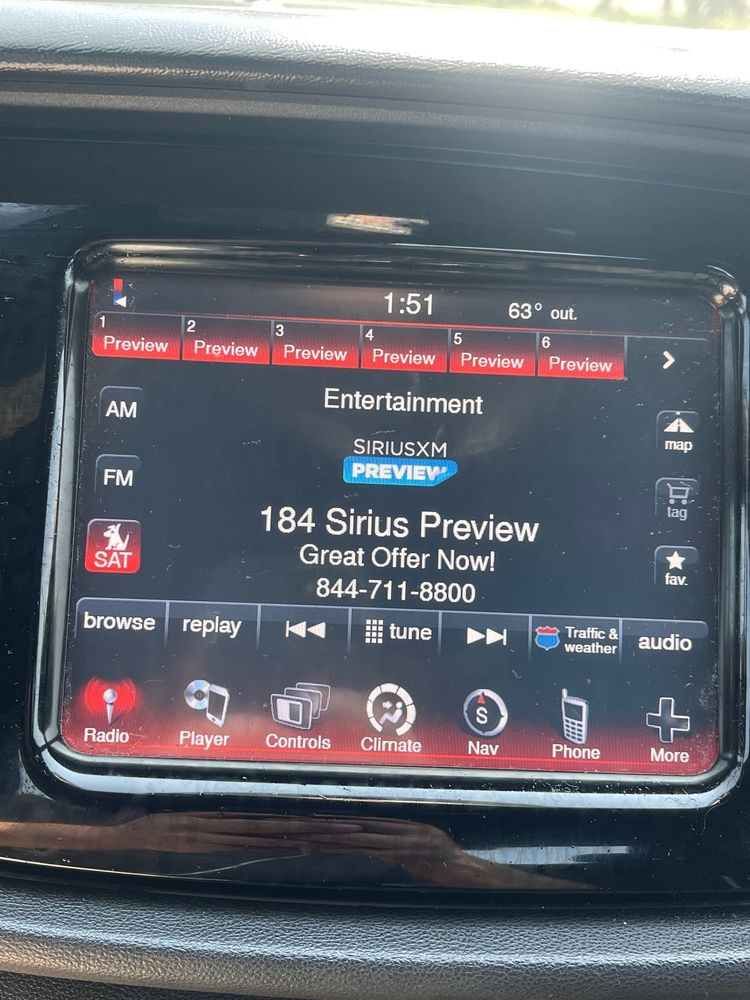 1:51 63° out.
1 Preview 2 Preview 3 Preview 4 Preview 5 Preview 6 Preview
Entertainment
AM
SIRIUSXM
map
PREVIEW
FM
tag
184 Sirius Preview
SAT
Great Offer Now!
fav.
844-711-8800
browse replay tune Traffic & weather audio
Radio Player Controls Climate S Nav Phone More